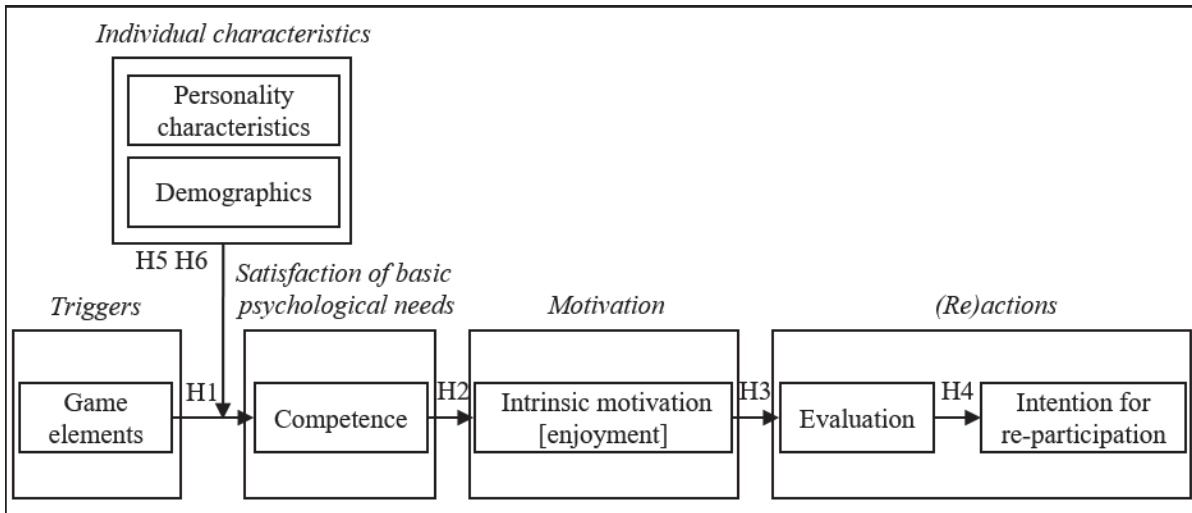 Individual characteristics
Personality
characteristics
Demographics
H5 H6
Satisfaction of basic
psychological needs
Triggers
Motivation
(Re)actions
Game
elements
H1
Competence
H2
Intrinsic motivation
[enjoyment]
H3
Evaluation
H4
Intention for
re-participation